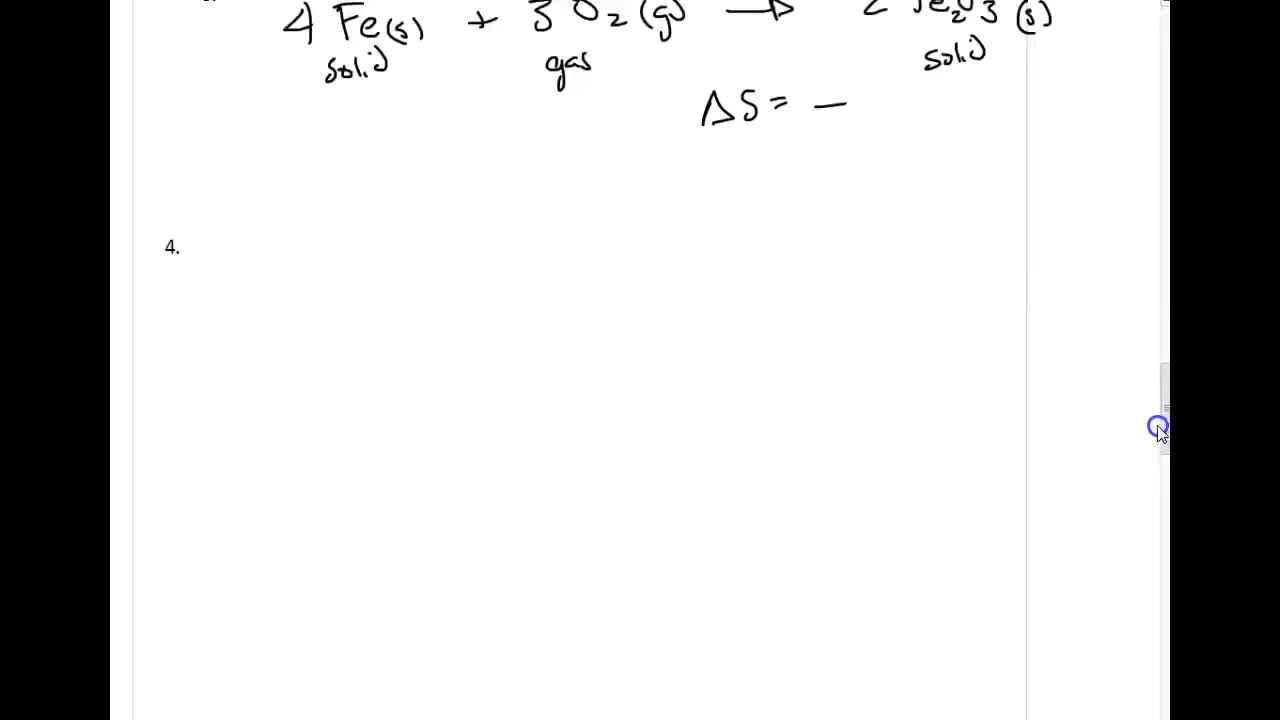 4 Fe(s) + 3 O2 (g) → 2 Fe2O3 (s)
solid gas solid
ΔS = —
4.